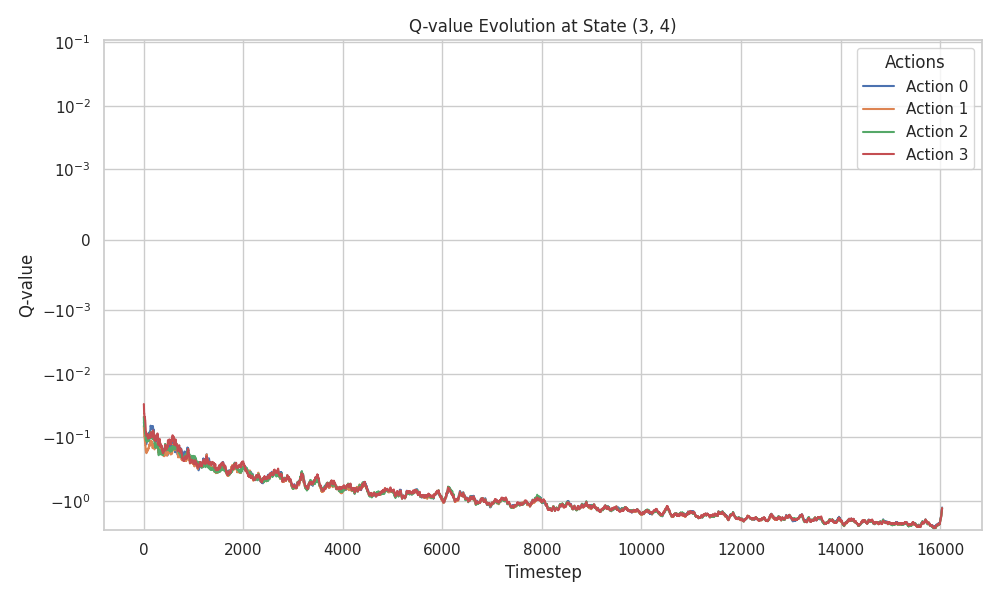 Q-value Evolution at State (3, 4)
Actions
Action 0
Action 1
Action 2
Action 3
Q-value
10⁻¹
10⁻²
10⁻³
0
−10⁻³
−10⁻²
−10⁻¹
−10⁰
0 2000 4000 6000 8000 10000 12000 14000 16000
Timestep